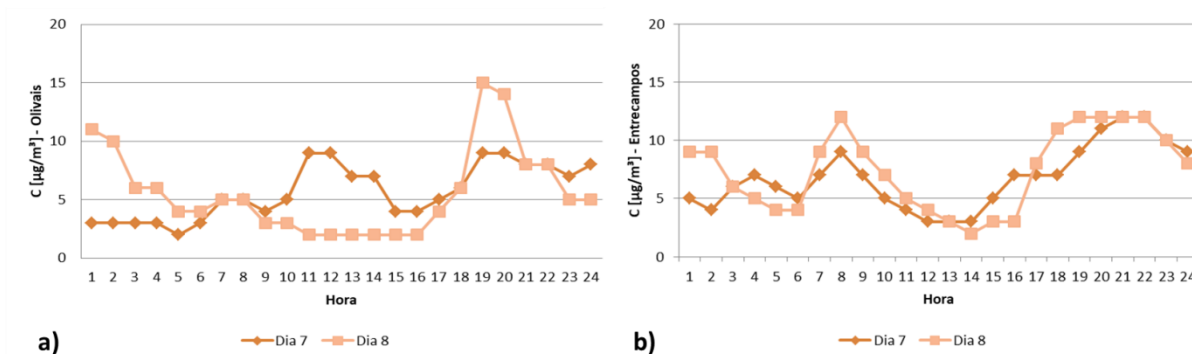 20
15
10
5
0
C [µg/m³] - Olivais
1 2 3 4 5 6 7 8 9 10 11 12 13 14 15 16 17 18 19 20 21 22 23 24
Hora
a)
Dia 7 Dia 8
20
15
10
5
0
C [µg/m³] - Entrecampos
1 2 3 4 5 6 7 8 9 10 11 12 13 14 15 16 17 18 19 20 21 22 23 24
Hora
b)
Dia 7 Dia 8